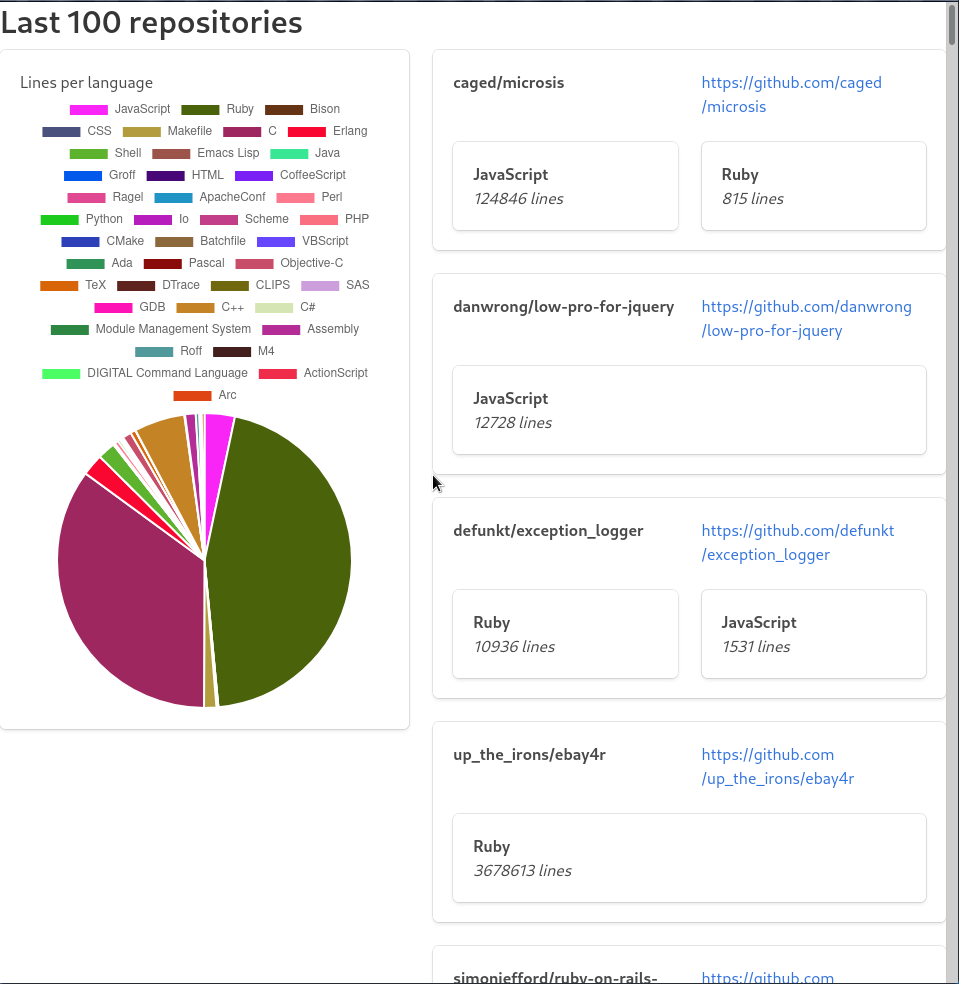 Last 100 repositories
Lines per language
JavaScript Ruby Bison
CSS Makefile C Erlang
Shell Emacs Lisp Java
Groff HTML CoffeeScript
Ragel ApacheConf Perl
Python Io Scheme PHP
CMake Batchfile VBScript
Ada Pascal Objective-C
TeX DTrace CLIPS SAS
GDB C++ C#
Module Management System Assembly
Roff M4
DIGITAL Command Language ActionScript
Arc
caged/microsis
https://github.com/caged
/microsis
JavaScript
124846 lines
Ruby
815 lines
danwrong/low-pro-for-jquery
https://github.com/danwrong
/low-pro-for-jquery
JavaScript
12728 lines
defunkt/exception_logger
https://github.com/defunkt
/exception_logger
Ruby
10936 lines
JavaScript
1531 lines
up_the_irons/ebay4r
https://github.com
/up_the_irons/ebay4r
Ruby
3678613 lines
simonjefford/ruby-on-rails-
https://github.com